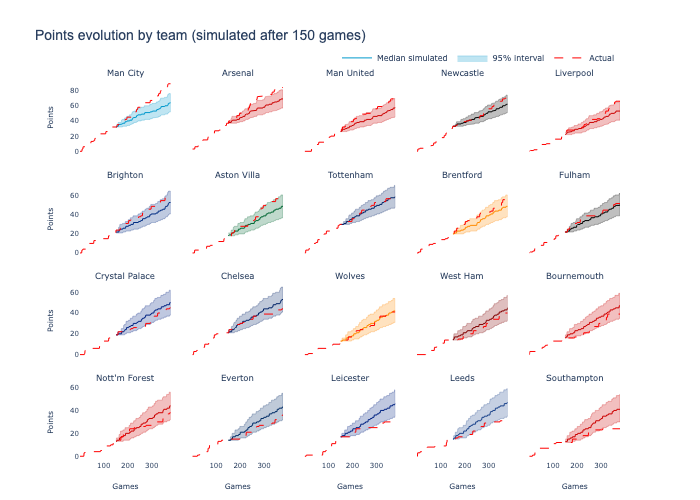 Points evolution by team (simulated after 150 games)
Median simulated 95% interval Actual
Man City Arsenal Man United Newcastle Liverpool
80
60
40
20
0
Points
Brighton Aston Villa Tottenham Brentford Fulham
60
40
20
0
Points
Crystal Palace Chelsea Wolves West Ham Bournemouth
60
40
20
0
Points
Nott'm Forest Everton Leicester Leeds Southampton
60
40
20
0
Points
100 200 300 100 200 300 100 200 300 100 200 300 100 200 300
Games Games Games Games Games